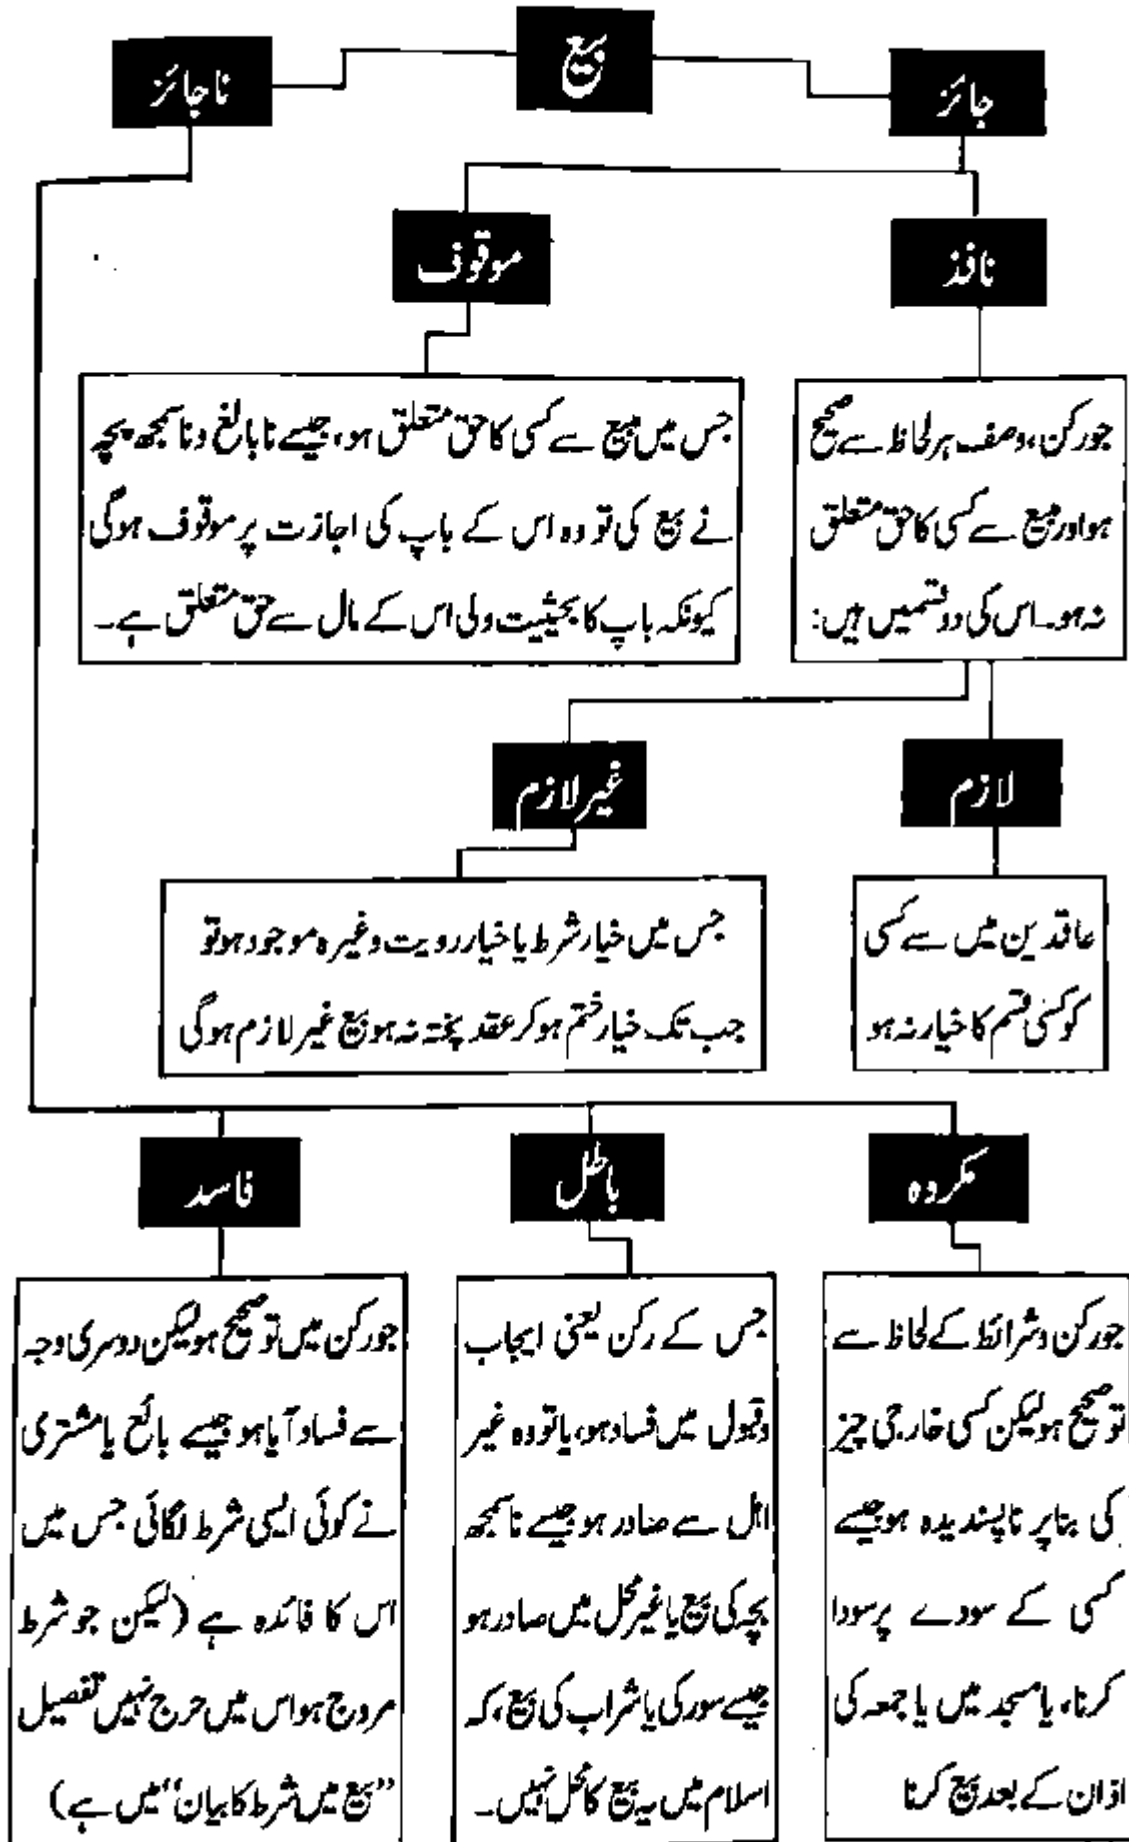 بیع
جائز
ناجائز
نافذ
موقوف
جورکن، وصف ہر لحاظ سے صحیح
ہو اور مبیع سے کسی کا حق متعلق
نہ ہو۔ اس کی دو قسمیں ہیں:
جس میں مبیع سے کسی کا حق متعلق ہو، جیسے نابالغ و ناسمجھ بچہ
نے بیع کی تو وہ اس کے باپ کی اجازت پر موقوف ہوگی
کیونکہ باپ کا بحیثیت ولی اس کے مال سے حق متعلق ہے۔
لازم
غیر لازم
عاقدین میں سے کسی
کو کسی قسم کا خیار نہ ہو
جس میں خیار شرط یا خیار رویت وغیرہ موجود ہو تو
جب تک خیار ختم ہو کر عقد پختہ نہ ہو بیع غیر لازم ہوگی
مکروہ
باطل
فاسد
جو رکن و شرائط کے لحاظ سے
تو صحیح ہو لیکن کسی خارجی چیز
کی بنا پر ناپسندیدہ ہو جیسے
کسی کے سودے پر سودا
کرنا، یا مسجد میں یا جمعہ کی
اذان کے بعد بیع کرنا
جس کے رکن یعنی ایجاب
وقبول میں فساد ہو، یا تو وہ غیر
اہل سے صادر ہو جیسے ناسمجھ
بچہ کی بیع یا غیر محل میں صادر ہو
جیسے سور کی یا شراب کی بیع، کہ
اسلام میں یہ بیع کا محل نہیں۔
جو رکن میں تو صحیح ہو لیکن دوسری وجہ
سے فساد آیا ہو جیسے بائع یا مشتری
نے کوئی ایسی شرط لگائی جس میں
اس کا فائدہ ہے (لیکن جو شرط
مروج ہو اس میں حرج نہیں تفصیل
”بیع میں شرط کا بیان“ میں ہے)